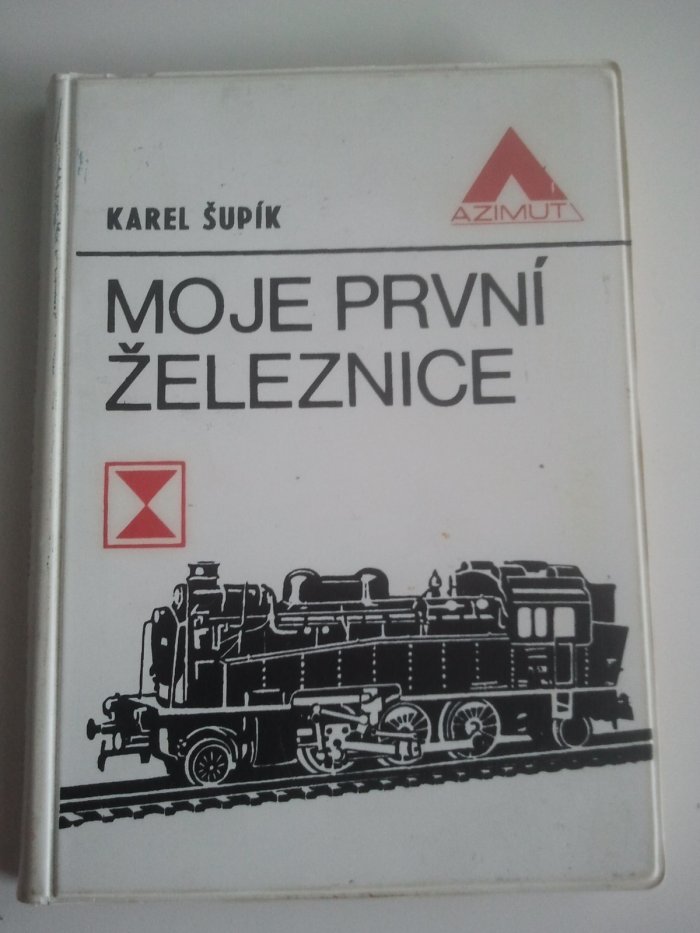 KAREL ŠUPÍK
AZIMUT
MOJE PRVNÍ
ŽELEZNICE